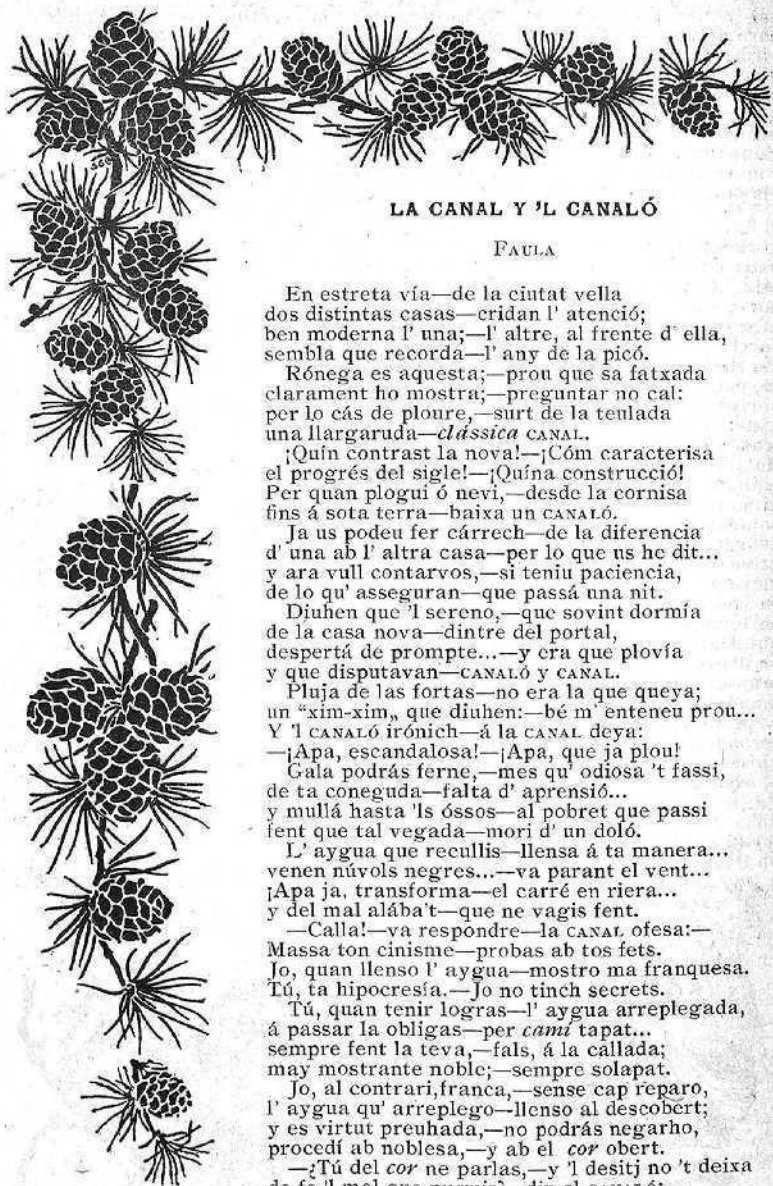 LA CANAL Y 'L CANALÓ
FAULA
En estreta vía—de la ciutat vella
dos distintas casas—cridan l' atenció;
ben moderna l' una;—l' altre, al frente d' ella,
sembla que recorda—l' any de la picó.
Rónega es aquesta;—prou que sa fatxada
clarament ho mostra;—preguntar no cal:
per lo cás de ploure,—surt de la teulada
una llargaruda—clássica CANAL.
¡Quín contrast la nova!—¡Cóm caracterisa
el progrés del sigle!—¡Quína construcció!
Per quan plogui ó nevi,—desde la cornisa
fins á sota terra—baixa un CANALÓ.
Ja us podeu fer cárrech—de la diferencia
d' una ab l' altra casa—per lo que us he dit...
y ara vull contarvos,—si teniu paciencia,
de lo qu' asseguran—que passá una nit.
Diuhen que 'l sereno,—que sovint dormía
de la casa nova—dintre del portal,
despertá de prompte...—y era que plovía
y que disputavan—CANALÓ y CANAL.
Pluja de las fortas—no era la que queya;
un "xim-xim„ que diuhen:—bé m' enteneu prou...
Y 'l CANALÓ irónich—á la CANAL deya:
—¡Apa, escandalosa!—¡Apa, que ja plou!
Gala podrás ferne,—mes qu' odiosa 't fassi,
de ta coneguda—falta d' aprensió...
y mullá hasta 'ls óssos—al pobret que passi
fent que tal vegada—mori d' un doló.
L' aygua que recullis—llensa á ta manera...
venen núvols negres...—va parant el vent...
¡Apa ja, transforma—el carré en riera...
y del mal alába't—que ne vagis fent.
—Calla!—va respondre—la CANAL ofesa:—
Massa ton cinisme—probas ab tos fets.
Jo, quan llenso l' aygua—mostro ma franquesa.
Tú, ta hipocresía.—Jo no tinch secrets.
Tú, quan tenir logras—l' aygua arreplegada,
á passar la obligas—per camí tapat...
sempre fent la teva,—fals, á la callada;
may mostrante noble;—sempre solapat.
Jo, al contrari, franca,—sense cap reparo,
l' aygua qu' arreplego—llenso al descobert;
y es virtut preuhada,—no podrás negarho,
procedí ab noblesa,—y ab el cor obert.
—¿Tú del cor ne parlas,—y 'l desitj no 't deixa